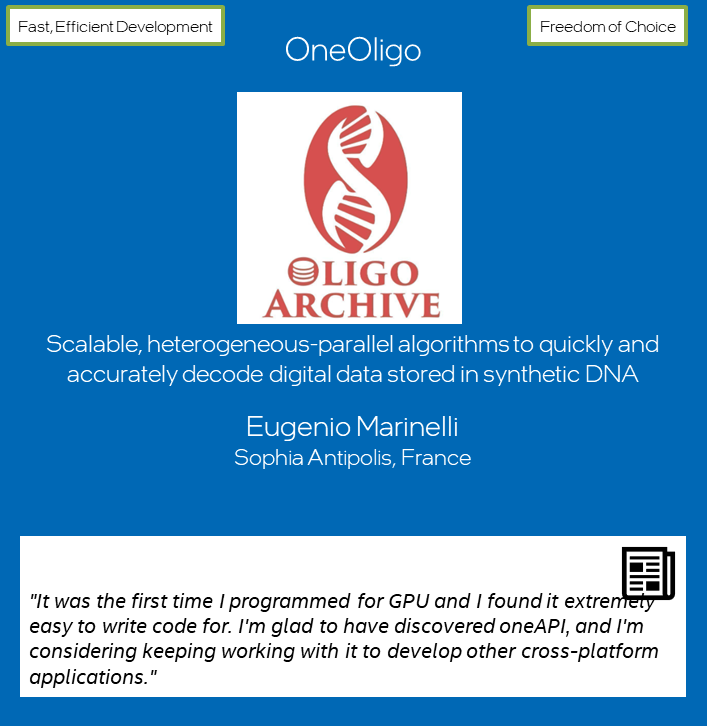 Fast, Efficient Development
Freedom of Choice
OneOligo
OLIGO
ARCHIVE
Scalable, heterogeneous-parallel algorithms to quickly and
accurately decode digital data stored in synthetic DNA
Eugenio Marinelli
Sophia Antipolis, France
"It was the first time I programmed for GPU and I found it extremely
easy to write code for. I'm glad to have discovered oneAPI, and I'm
considering keeping working with it to develop other cross-platform
applications."